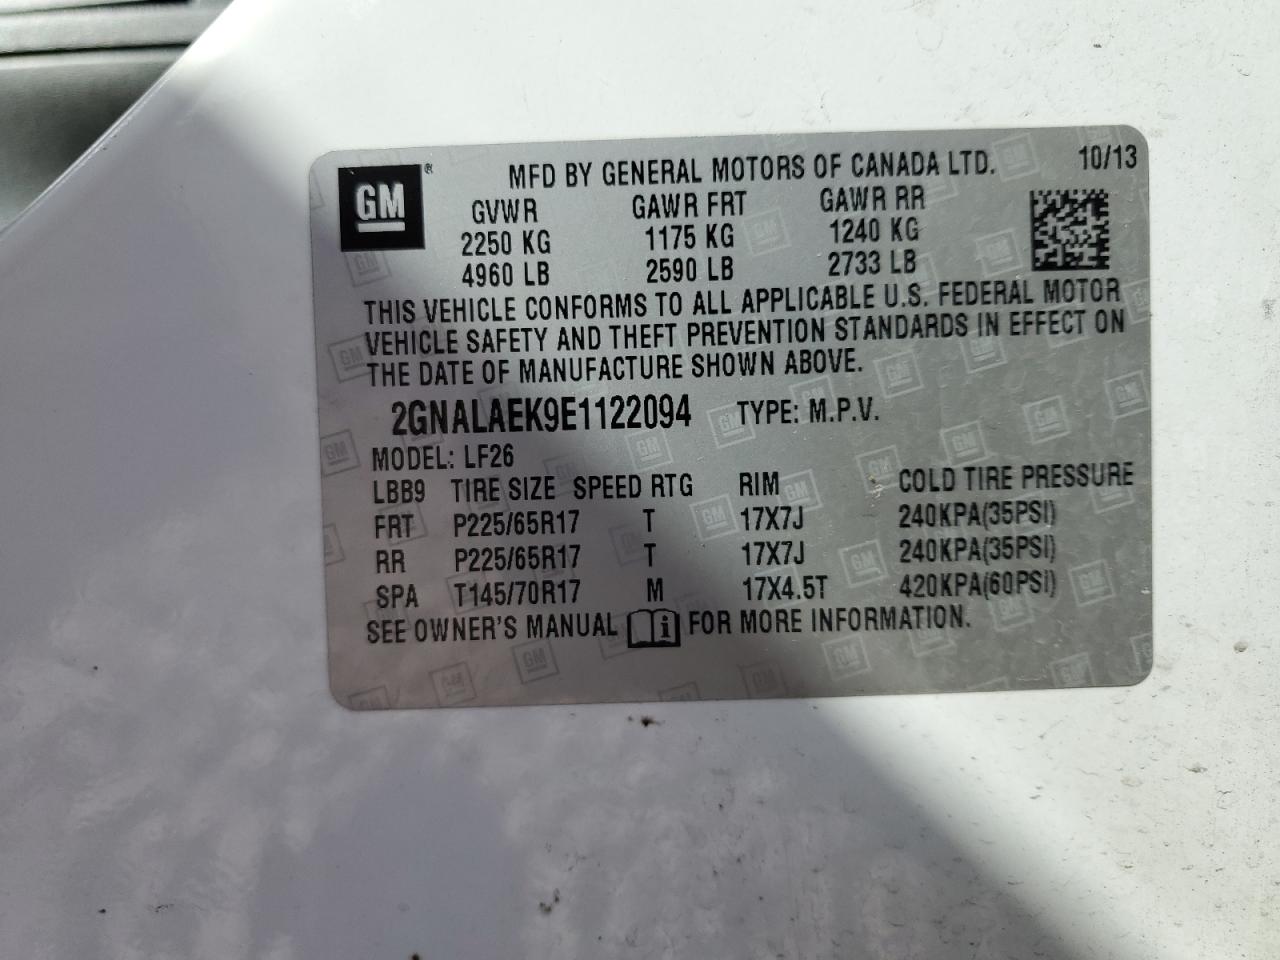 GM® MFD BY GENERAL MOTORS OF CANADA LTD. 10/13
GVWR GAWR FRT GAWR RR
2250 KG 1175 KG 1240 KG
4960 LB 2590 LB 2733 LB
THIS VEHICLE CONFORMS TO ALL APPLICABLE U.S. FEDERAL MOTOR
VEHICLE SAFETY AND THEFT PREVENTION STANDARDS IN EFFECT ON
THE DATE OF MANUFACTURE SHOWN ABOVE.
2GNALAEK9E1122094 TYPE: M.P.V.
MODEL: LF26
LBB9 TIRE SIZE SPEED RTG RIM COLD TIRE PRESSURE
FRT P225/65R17 T 17X7J 240KPA(35PSI)
RR P225/65R17 T 17X7J 240KPA(35PSI)
SPA T145/70R17 M 17X4.5T 420KPA(60PSI)
SEE OWNER'S MANUAL i FOR MORE INFORMATION.